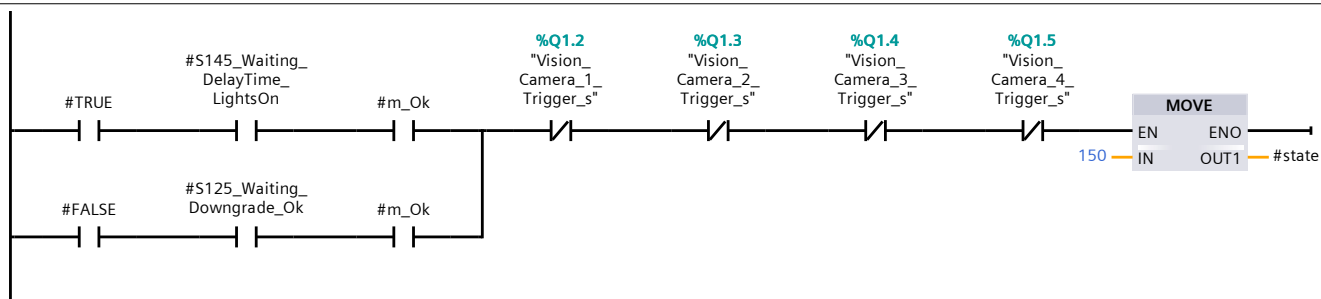 %Q1.2
%Q1.3
%Q1.4
%Q1.5
#S145_Waiting_
DelayTime_
LightsOn
"Vision_
Camera_1_
Trigger_s"
"Vision_
Camera_2_
Trigger_s"
"Vision_
Camera_3_
Trigger_s"
"Vision_
Camera_4_
Trigger_s"
#TRUE
#m_Ok
MOVE
EN
ENO
150
IN
OUT1
#state
#S125_Waiting_
Downgrade_Ok
#FALSE
#m_Ok